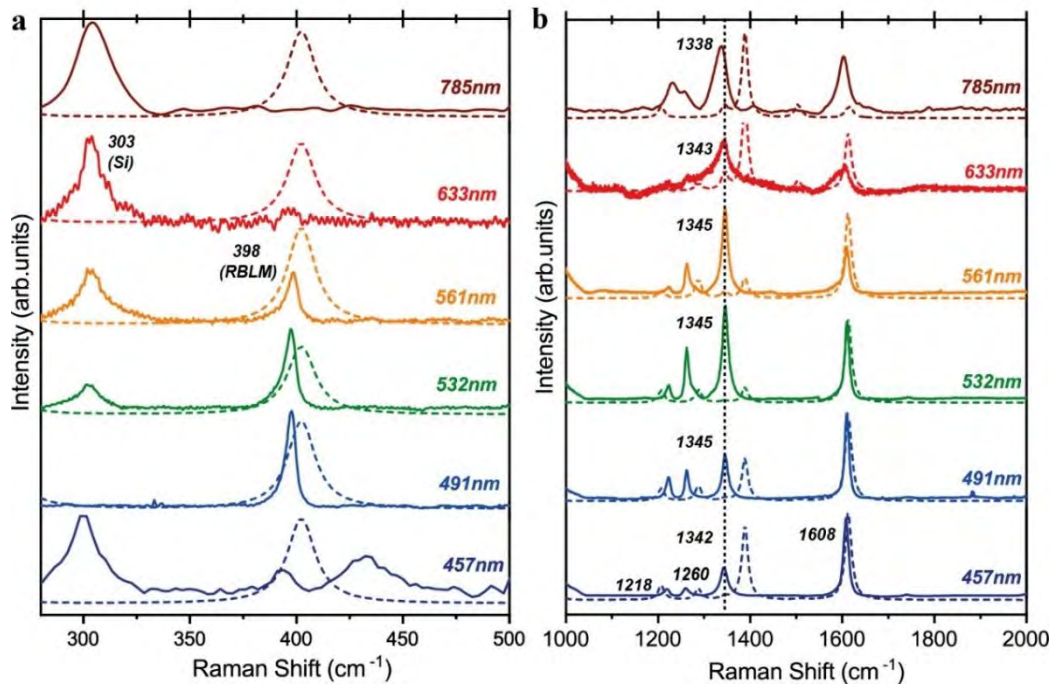 a
Intensity (arb.units)
785nm
303
(Si)
633nm
398
(RBLM)
561nm
532nm
491nm
457nm
300 350 400 450 500
Raman Shift (cm⁻¹)
b
Intensity (arb.units)
1338
785nm
1343
633nm
1345
561nm
1345
532nm
1345
491nm
1342
1608
1218 1260
457nm
1000 1200 1400 1600 1800 2000
Raman Shift (cm⁻¹)